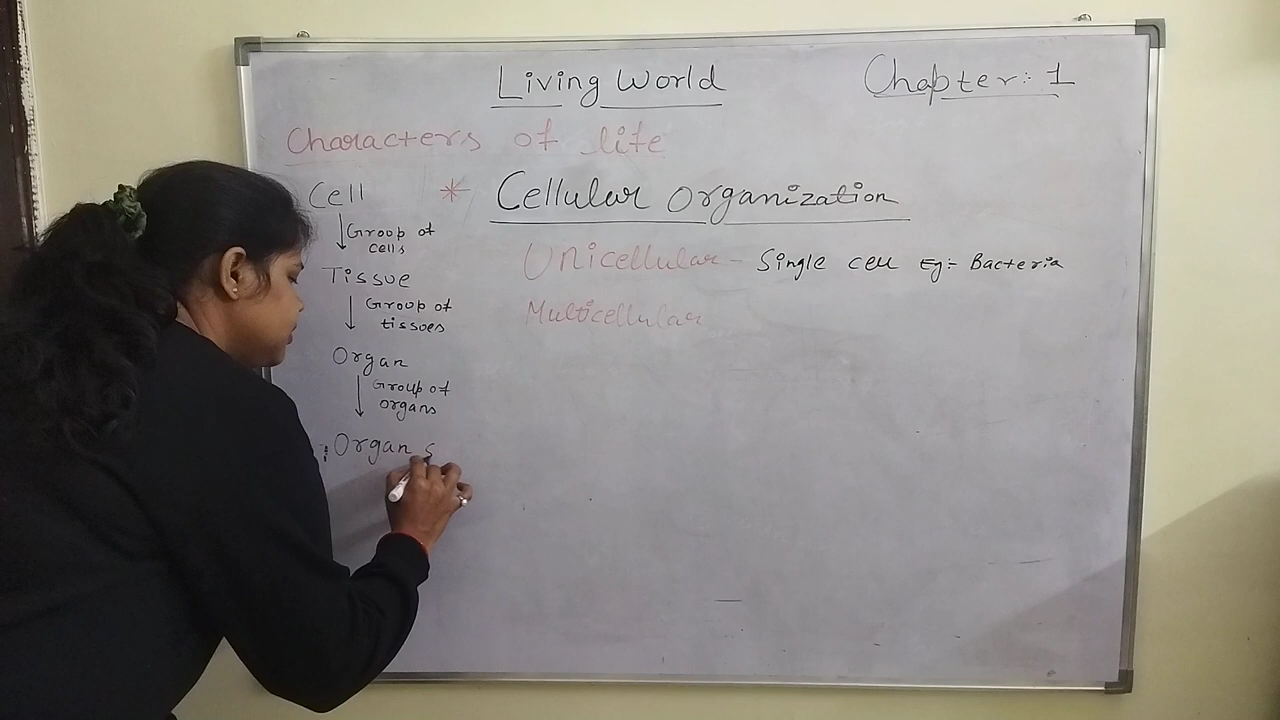 Living World
Chapter: 1
Characters of life
Cell
* Cellular Organization
Group of
cells
Unicellular - Single cell Eg:- Bacteria
Tissue
Group of
tissues
Multicellular
Organ
Group of
organs
Organ S